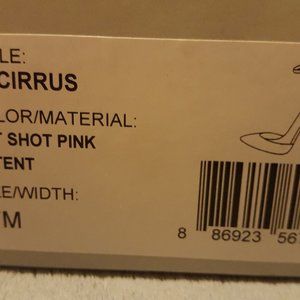 LE:
CIRRUS
LOR/MATERIAL:
T SHOT PINK
TENT
E/WIDTH:
M
8 86923 56